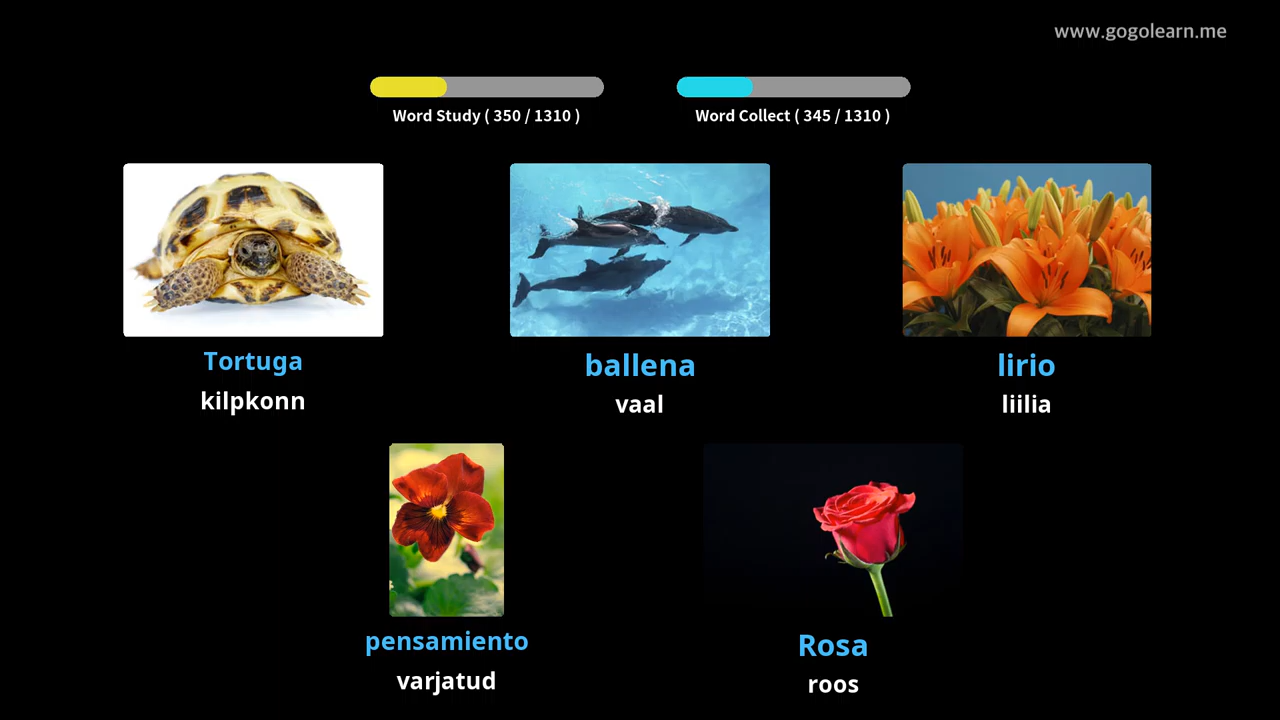 www.gogolearn.me
Word Study ( 350 / 1310 )
Word Collect ( 345 / 1310 )
Tortuga
kilpkonn
ballena
vaal
lirio
liilia
pensamiento
varjatud
Rosa
roos